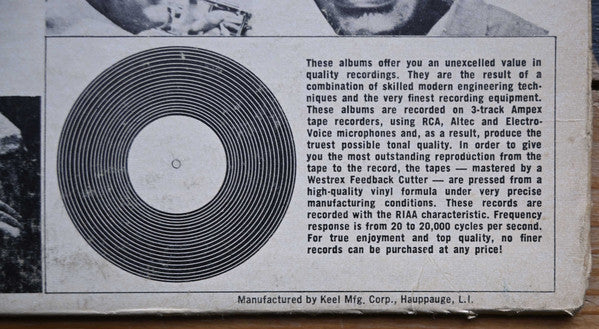 These albums offer you an unexcelled value in
quality recordings. They are the result of a
combination of skilled modern engineering tech-
niques and the very finest recording equipment.
These albums are recorded on 3-track Ampex
tape recorders, using RCA, Altec and Electro-
Voice microphones and, as a result, produce the
truest possible tonal quality. In order to give
you the most outstanding reproduction from the
tape to the record, the tapes — mastered by a
Westrex Feedback Cutter — are pressed from a
high-quality vinyl formula under very precise
manufacturing conditions. These records are
recorded with the RIAA characteristic. Frequency
response is from 20 to 20,000 cycles per second.
For true enjoyment and top quality, no finer
records can be purchased at any price!
Manufactured by Keel Mfg. Corp., Hauppauge, L.I.